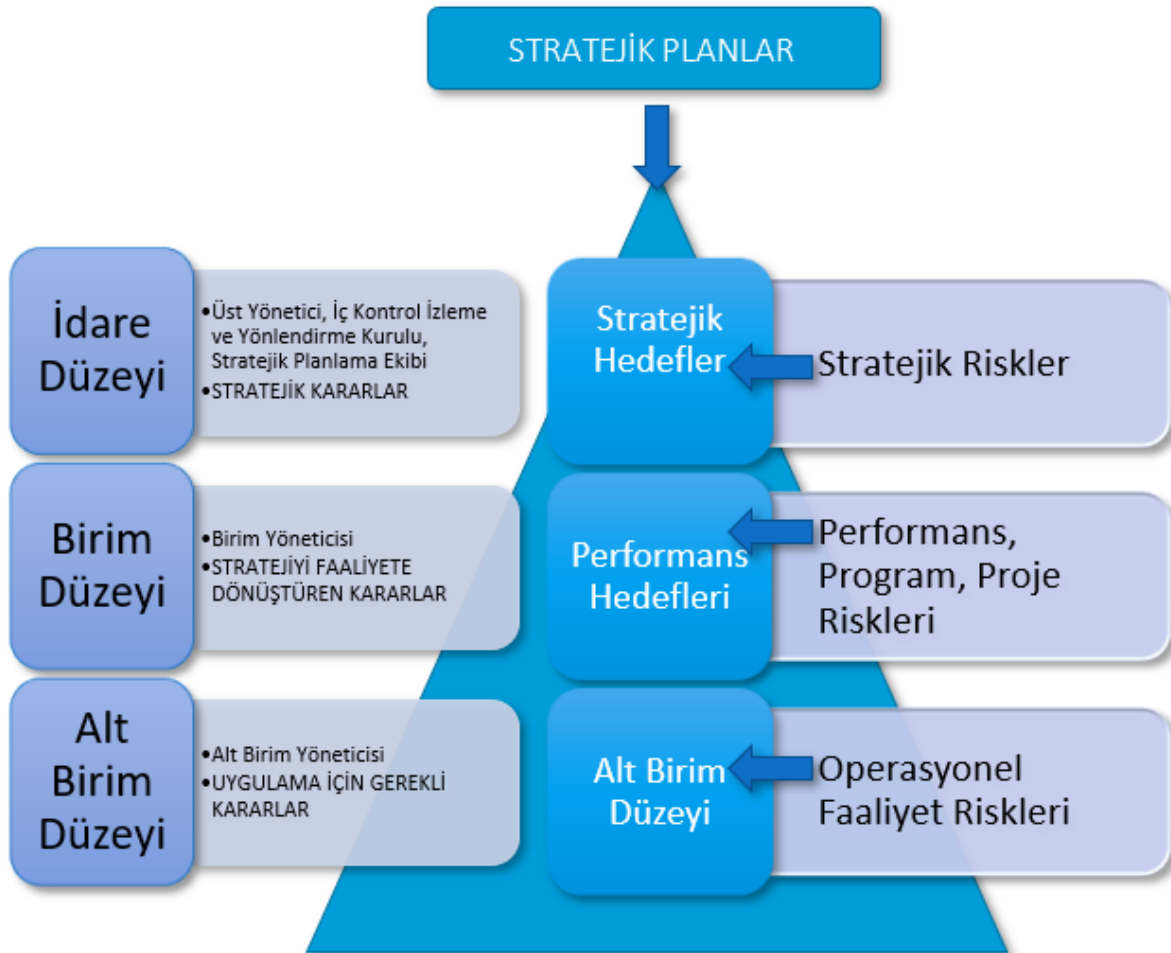 STRATEJİK PLANLAR
İdare
Düzeyi
•Üst Yönetici, İç Kontrol İzleme
ve Yönlendirme Kurulu,
Stratejik Planlama Ekibi
•STRATEJİK KARARLAR
Stratejik
Hedefler
Stratejik Riskler
Birim
Düzeyi
•Birim Yöneticisi
•STRATEJİYİ FAALİYETE
DÖNÜŞTÜREN KARARLAR
Performans
Hedefleri
Performans,
Program, Proje
Riskleri
Alt
Birim
Düzeyi
•Alt Birim Yöneticisi
•UYGULAMA İÇİN GEREKLİ
KARARLAR
Alt Birim
Düzeyi
Operasyonel
Faaliyet Riskleri